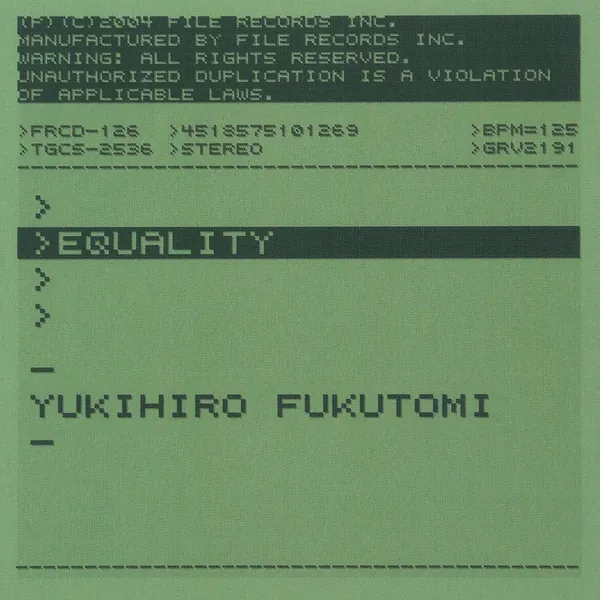 (P)(C)2004 FILE RECORDS INC.
MANUFACTURED BY FILE RECORDS INC.
WARNING: ALL RIGHTS RESERVED.
UNAUTHORIZED DUPLICATION IS A VIOLATION
OF APPLICABLE LAWS.
>FRCD-126 >4518575101269 >BPM=125
>TGCS-2536 >STEREO >GRV2191
>
>EQUALITY
>
>
YUKIHIRO FUKUTOMI